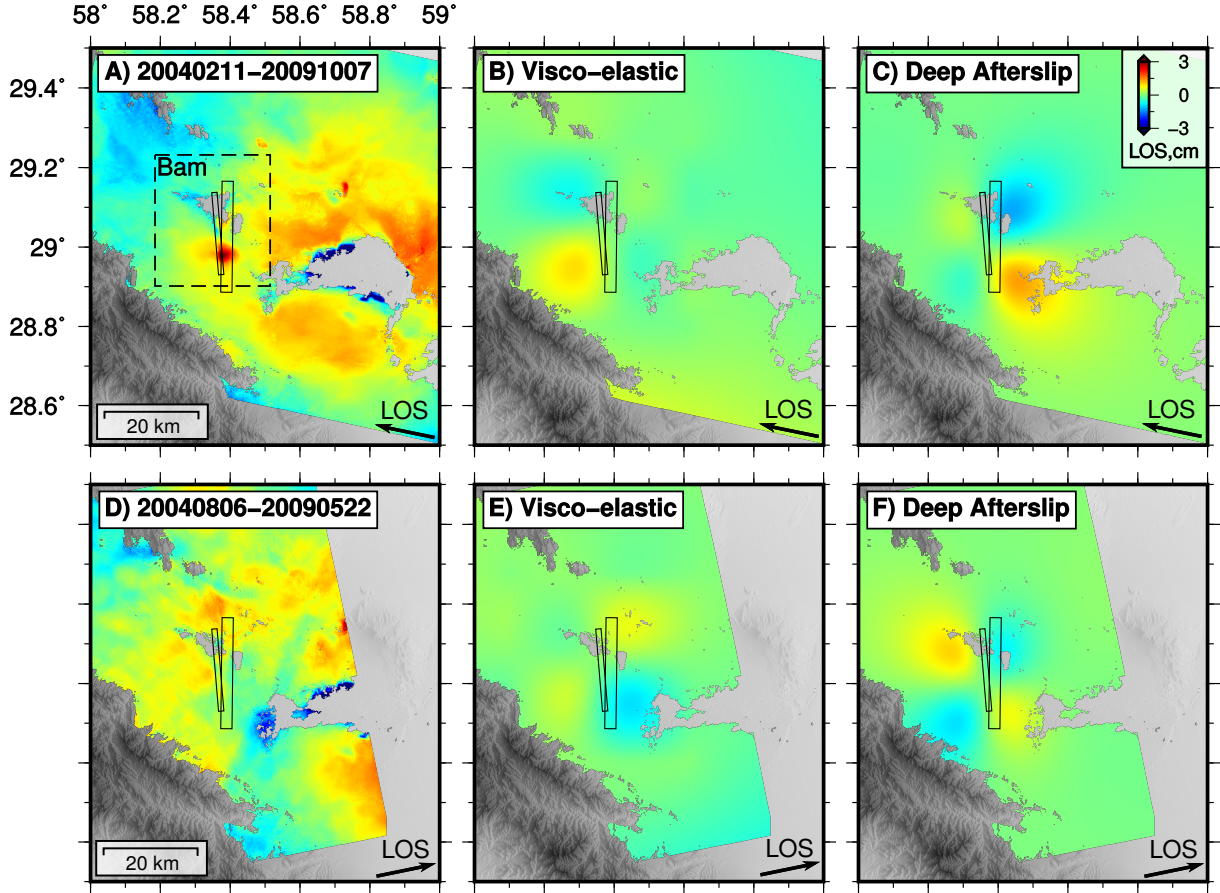 58° 58.2° 58.4° 58.6° 58.8° 59°
A) 20040211−20091007
B) Visco−elastic
C) Deep Afterslip
3
0
−3
LOS,cm
29.4°
29.2°
29°
28.8°
28.6°
Bam
20 km
LOS
LOS
LOS
D) 20040806−20090522
E) Visco−elastic
F) Deep Afterslip
20 km
LOS
LOS
LOS